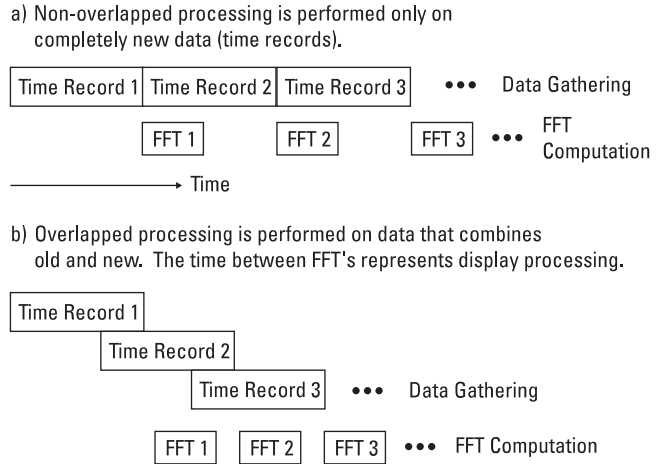 a) Non-overlapped processing is performed only on
completely new data (time records).
Time Record 1 Time Record 2 Time Record 3 ••• Data Gathering
FFT 1 FFT 2 FFT 3 ••• FFT
Computation
Time
b) Overlapped processing is performed on data that combines
old and new. The time between FFT's represents display processing.
Time Record 1
Time Record 2
Time Record 3 ••• Data Gathering
FFT 1 FFT 2 FFT 3 ••• FFT Computation